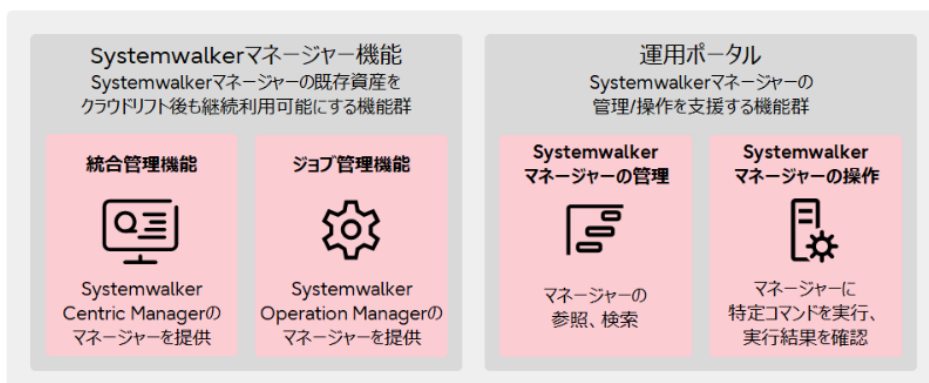 Systemwalkerマネージャー機能
Systemwalkerマネージャーの既存資産を
クラウドリフト後も継続利用可能にする機能群
統合管理機能
Systemwalker
Centric Managerの
マネージャーを提供
ジョブ管理機能
Systemwalker
Operation Managerの
マネージャーを提供
運用ポータル
Systemwalkerマネージャーの
管理/操作を支援する機能群
Systemwalker
マネージャーの管理
マネージャーの
参照、検索
Systemwalker
マネージャーの操作
マネージャーに
特定コマンドを実行、
実行結果を確認